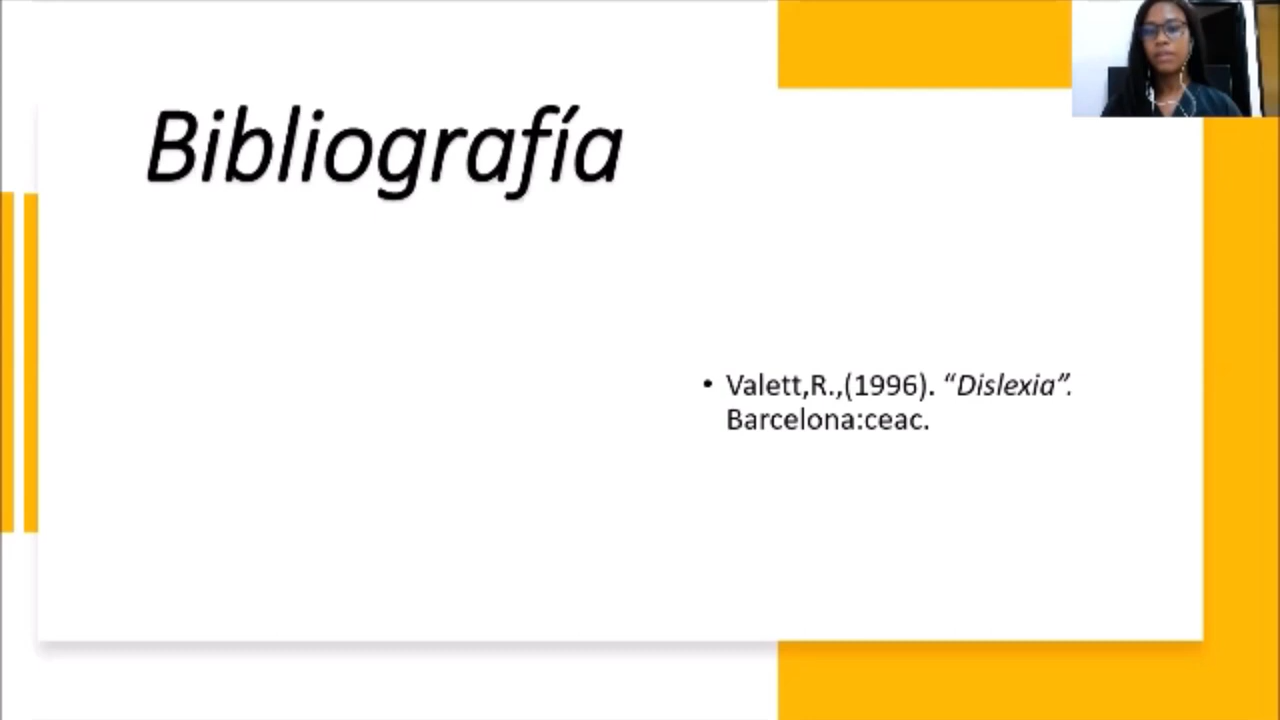 Bibliografía
• Valett,R.,(1996). “Dislexia”.
Barcelona:ceac.